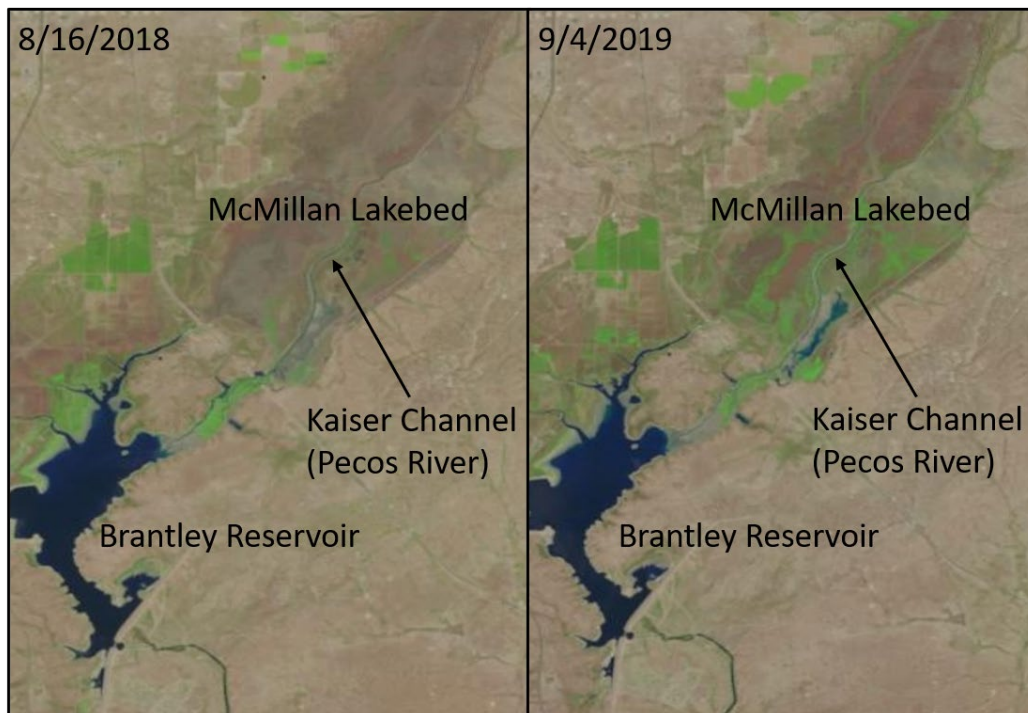 8/16/2018
McMillan Lakebed
Kaiser Channel
(Pecos River)
Brantley Reservoir
9/4/2019
McMillan Lakebed
Kaiser Channel
(Pecos River)
Brantley Reservoir